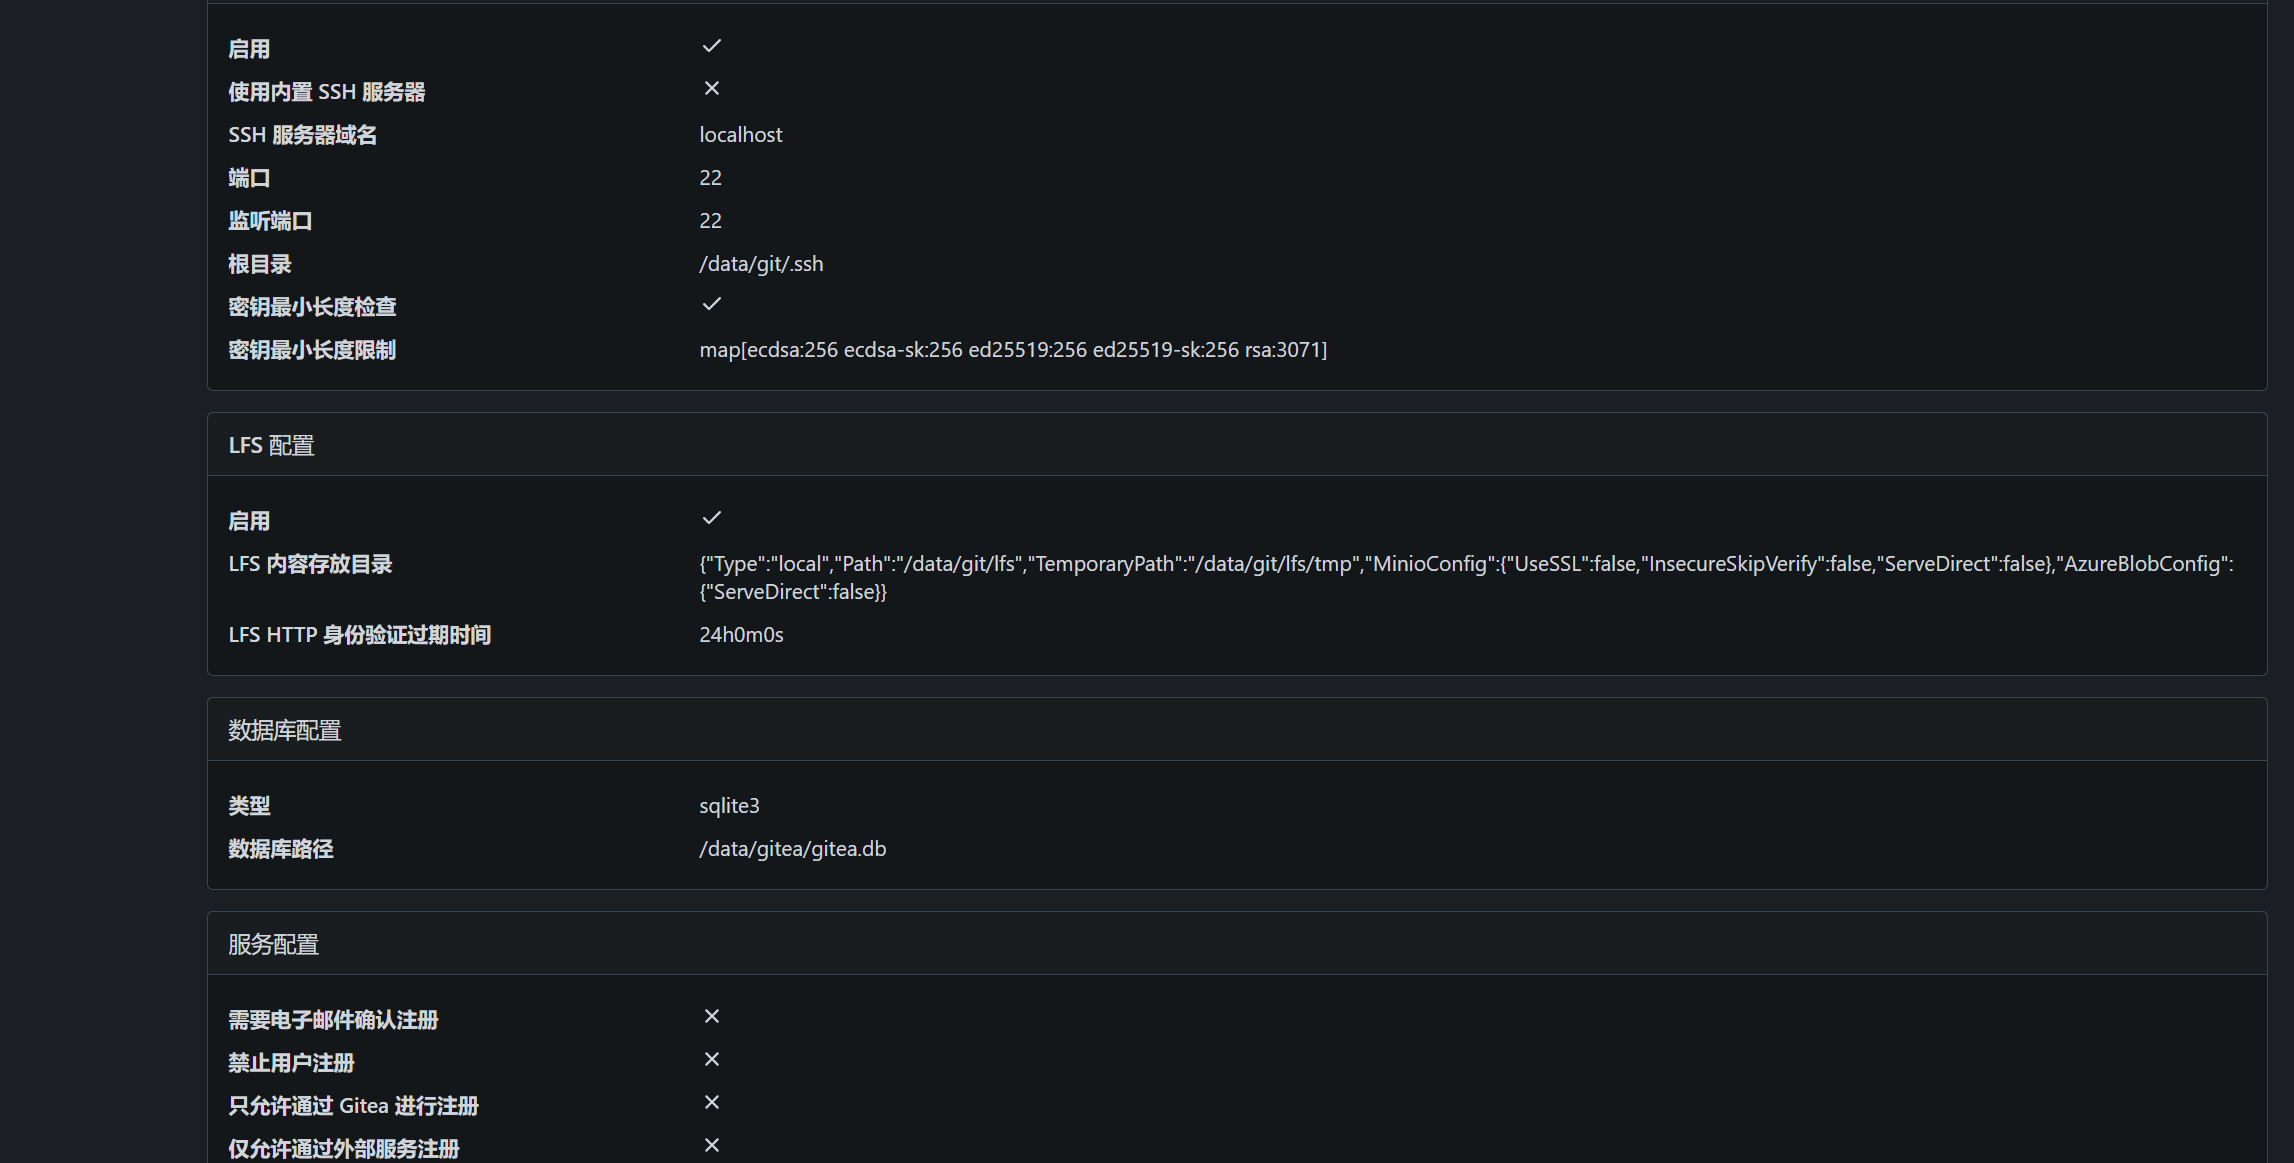 启用
使用内置 SSH 服务器
SSH 服务器域名 localhost
端口 22
监听端口 22
根目录 /data/git/.ssh
密钥最小长度检查
密钥最小长度限制 map[ecdsa:256 ecdsa-sk:256 ed25519:256 ed25519-sk:256 rsa:3071]
LFS 配置
启用
LFS 内容存放目录 {"Type":"local","Path":"/data/git/lfs","TemporaryPath":"/data/git/lfs/tmp","MinioConfig":{"UseSSL":false,"InsecureSkipVerify":false,"ServeDirect":false},"AzureBlobConfig":
{"ServeDirect":false}}
LFS HTTP 身份验证过期时间 24h0m0s
数据库配置
类型 sqlite3
数据库路径 /data/gitea/gitea.db
服务配置
需要电子邮件确认注册
禁止用户注册
只允许通过 Gitea 进行注册
仅允许通过外部服务注册